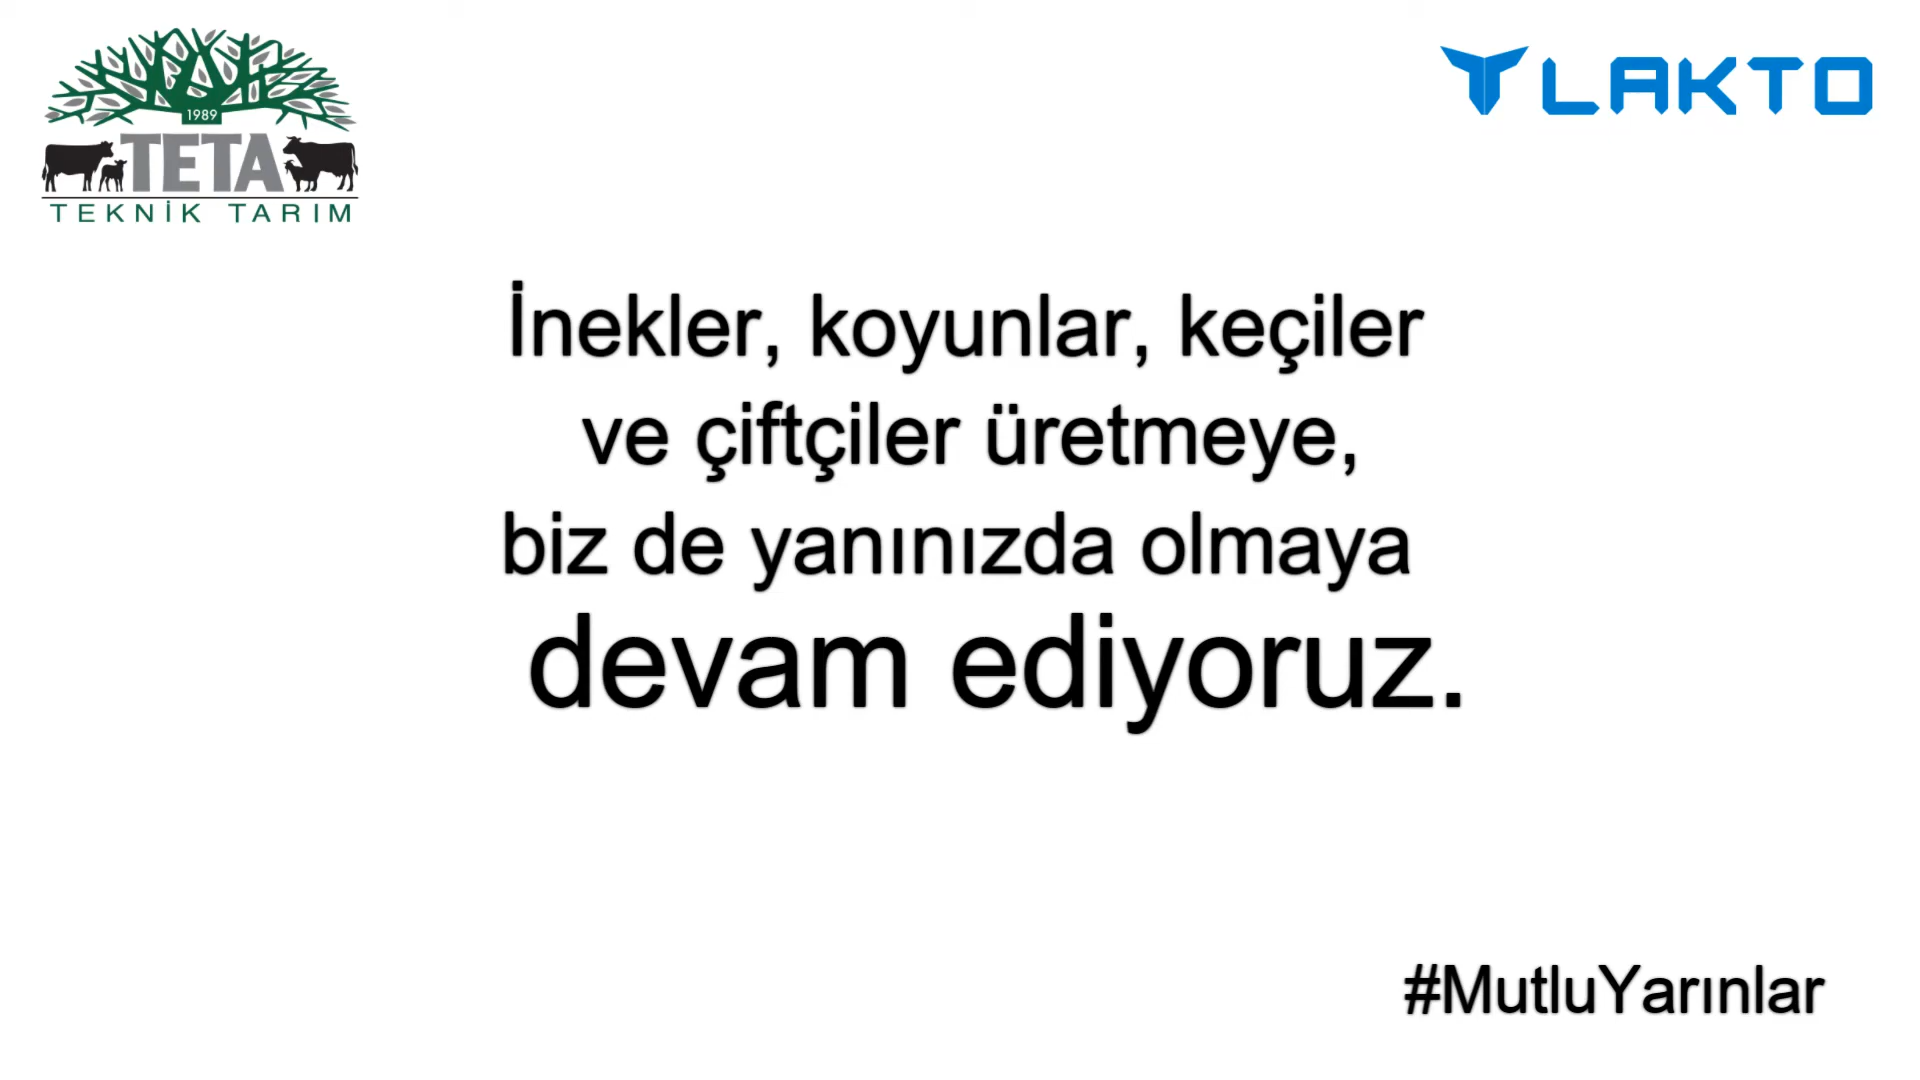 1989
TETA
TEKNİK TARIM
LAKTO
İnekler, koyunlar, keçiler
ve çiftçiler üretmeye,
biz de yanınızda olmaya
devam ediyoruz.
#MutluYarınlar